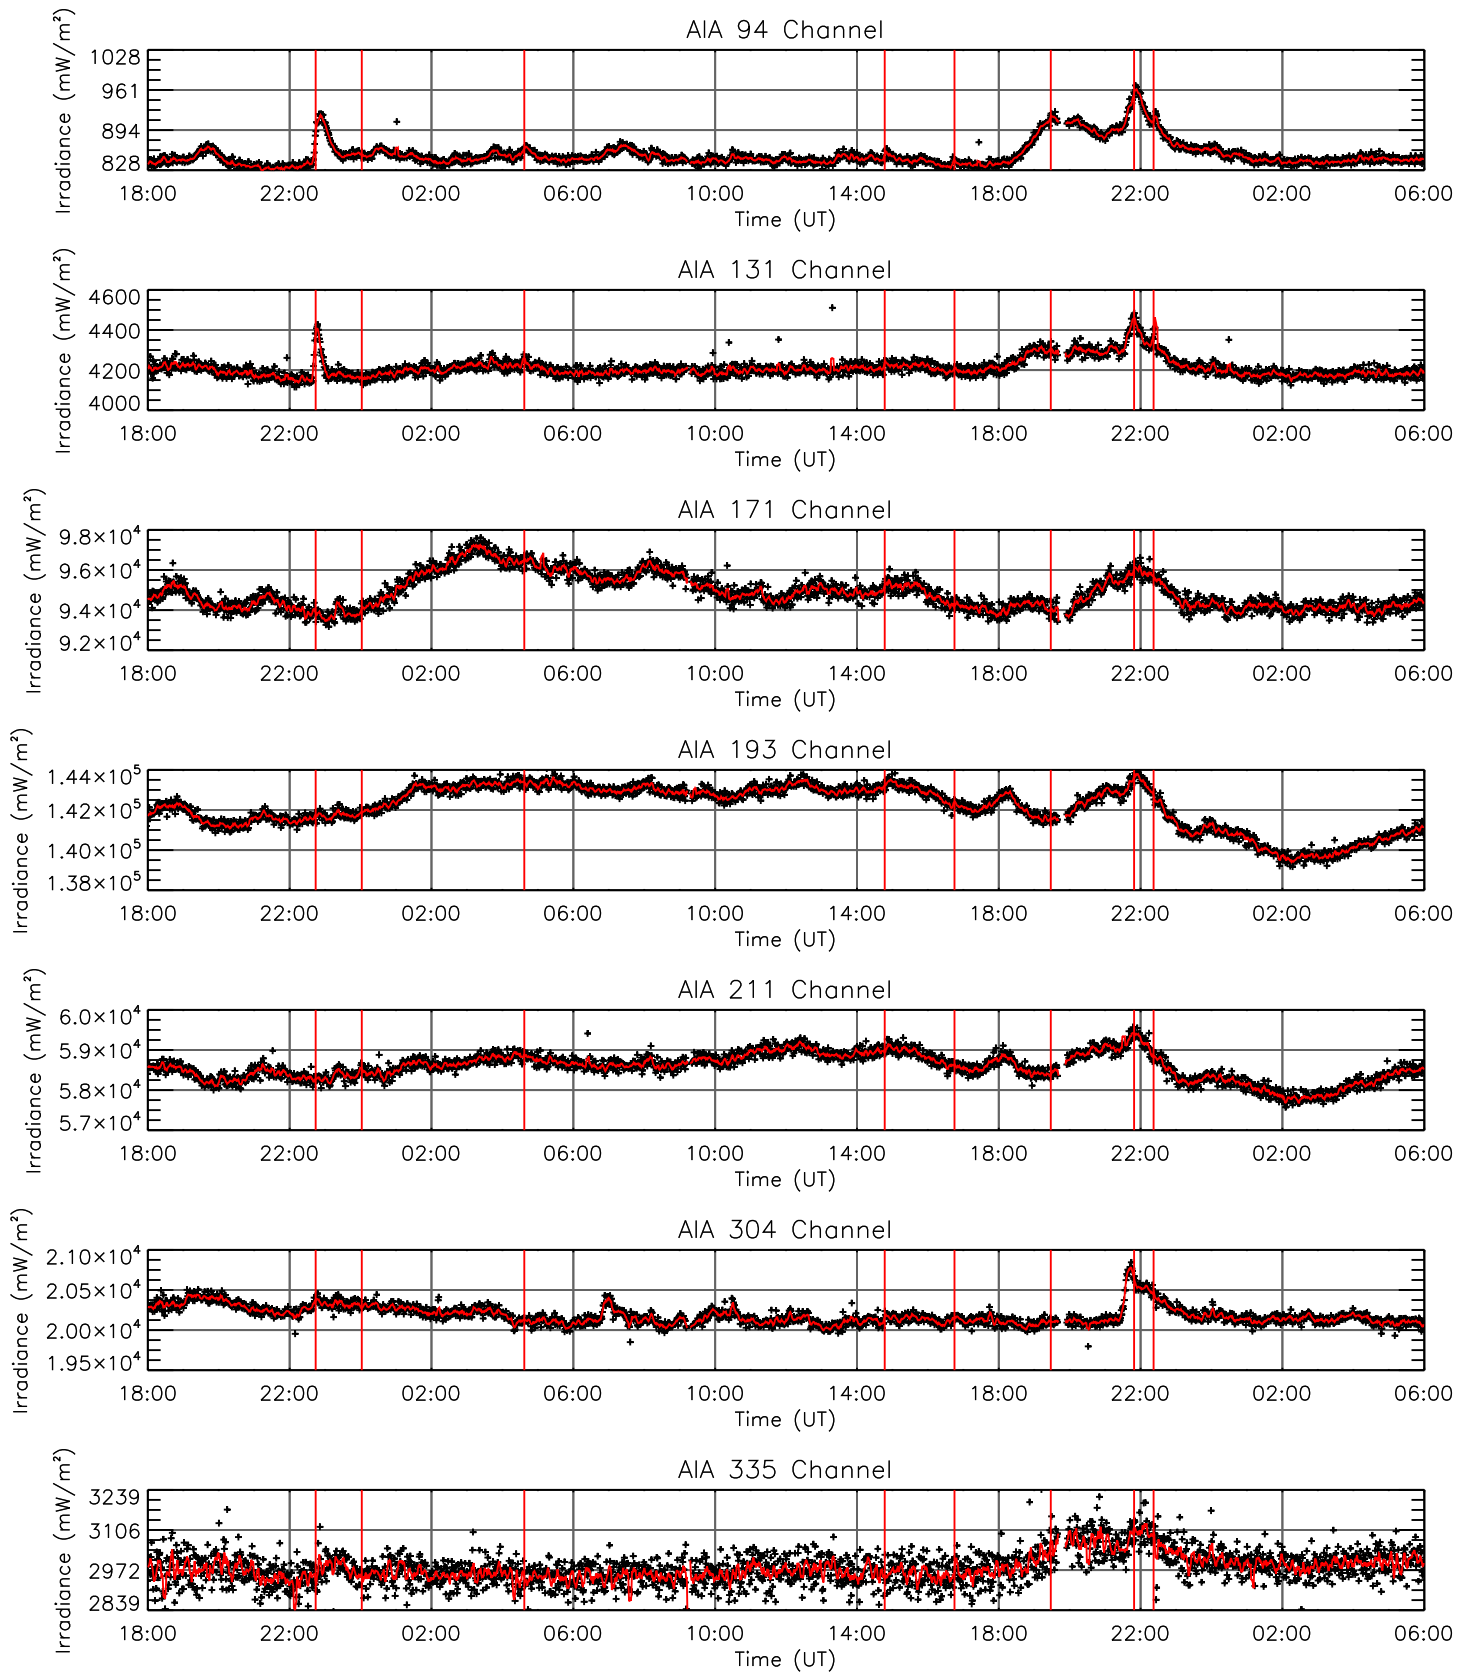 AIA 94 Channel
Irradiance (mW/m²)
1028
961
894
828
18:00 22:00 02:00 06:00 10:00 14:00 18:00 22:00 02:00 06:00
Time (UT)
AIA 131 Channel
Irradiance (mW/m²)
4600
4400
4200
4000
18:00 22:00 02:00 06:00 10:00 14:00 18:00 22:00 02:00 06:00
Time (UT)
AIA 171 Channel
Irradiance (mW/m²)
9.8×10⁴
9.6×10⁴
9.4×10⁴
9.2×10⁴
18:00 22:00 02:00 06:00 10:00 14:00 18:00 22:00 02:00 06:00
Time (UT)
AIA 193 Channel
Irradiance (mW/m²)
1.44×10⁵
1.42×10⁵
1.40×10⁵
1.38×10⁵
18:00 22:00 02:00 06:00 10:00 14:00 18:00 22:00 02:00 06:00
Time (UT)
AIA 211 Channel
Irradiance (mW/m²)
6.0×10⁴
5.9×10⁴
5.8×10⁴
5.7×10⁴
18:00 22:00 02:00 06:00 10:00 14:00 18:00 22:00 02:00 06:00
Time (UT)
AIA 304 Channel
Irradiance (mW/m²)
2.10×10⁴
2.05×10⁴
2.00×10⁴
1.95×10⁴
18:00 22:00 02:00 06:00 10:00 14:00 18:00 22:00 02:00 06:00
Time (UT)
AIA 335 Channel
Irradiance (mW/m²)
3239
3106
2972
2839
18:00 22:00 02:00 06:00 10:00 14:00 18:00 22:00 02:00 06:00
Time (UT)